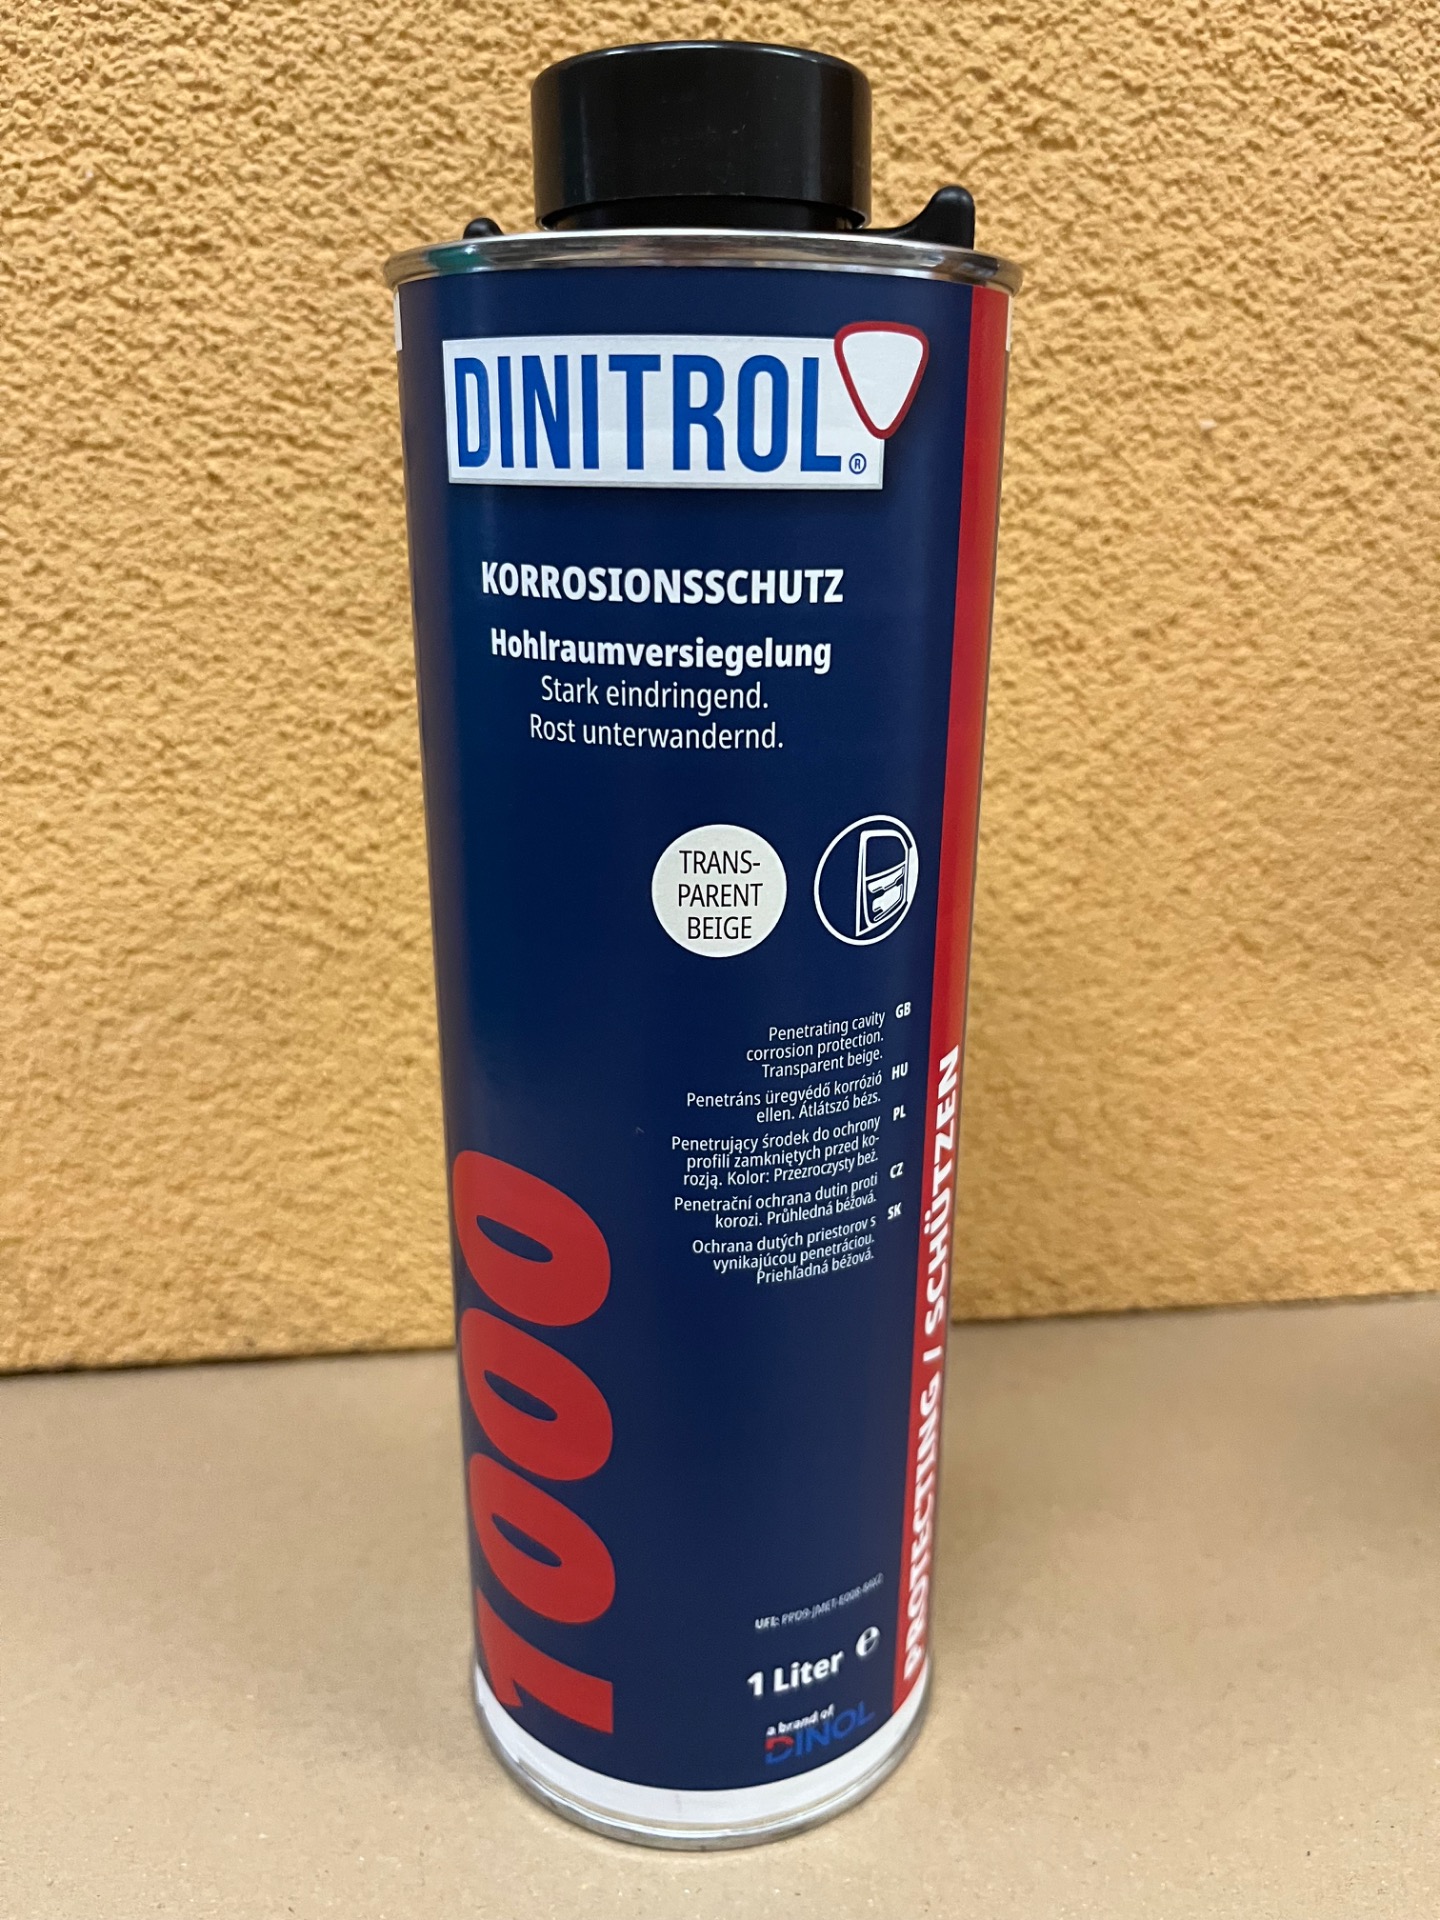 DINITROL®
KORROSIONSSCHUTZ
Hohlraumversiegelung
Stark eindringend.
Rost unterwandernd.
TRANS-
PARENT
BEIGE
GB
Penetrating cavity
corrosion protection.
Transparent beige.
HU
Penetráns üregvédő korrózió
ellen. Átlátszó bézs.
PL
Penetrujący środek do ochrony
profili zamkniętych przed ko-
rozją. Kolor: Przezroczysty beż.
CZ
Penetrační ochrana dutin proti
korozi. Průhledná béžová.
SK
Ochrana dutých priestorov s
vynikajúcou penetráciou.
Priehľadná béžová.
1000
PROTECTING / SCHÜTZEN
UFI:
1 Liter ℮
a brand of
DINOL